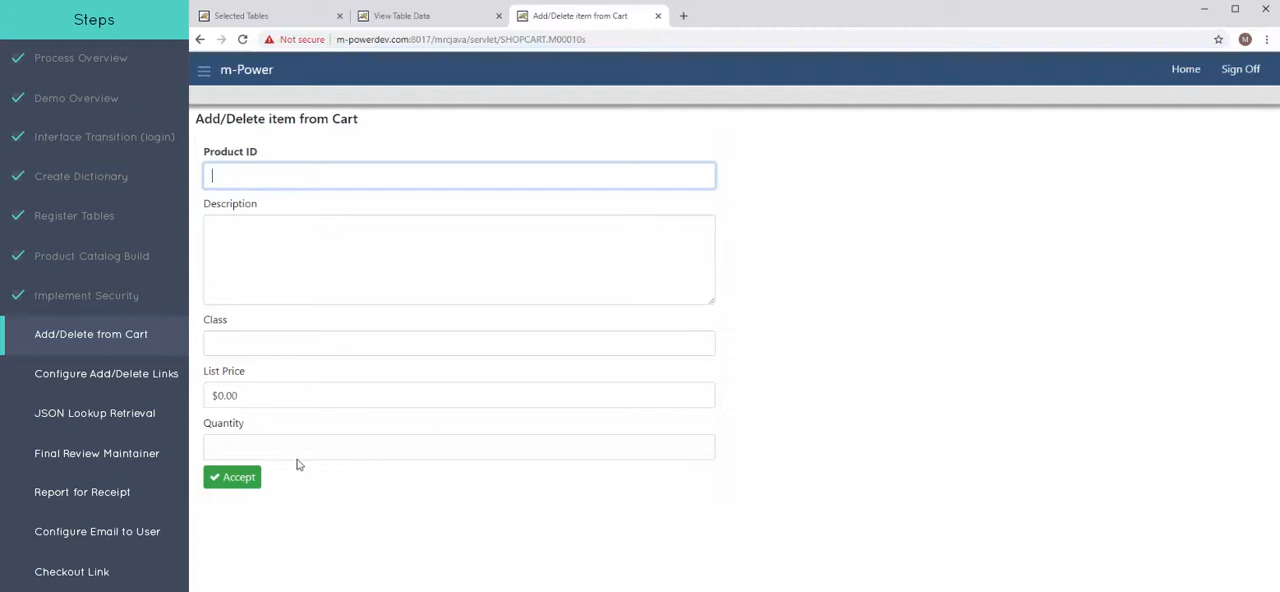 Steps
Process Overview
Demo Overview
Interface Transition (login)
Create Dictionary
Register Tables
Product Catalog Build
Implement Security
Add/Delete from Cart
Configure Add/Delete Links
JSON Lookup Retrieval
Final Review Maintainer
Report for Receipt
Configure Email to User
Checkout Link
Selected Tables
View Table Data
Add/Delete item from Cart
Not secure
m-powerdev.com:8017/mrcjava/servlet/SHOPCART.M00010s
M
m-Power
Home
Sign Off
Add/Delete item from Cart
Product ID
Description
Class
List Price
$0.00
Quantity
Accept